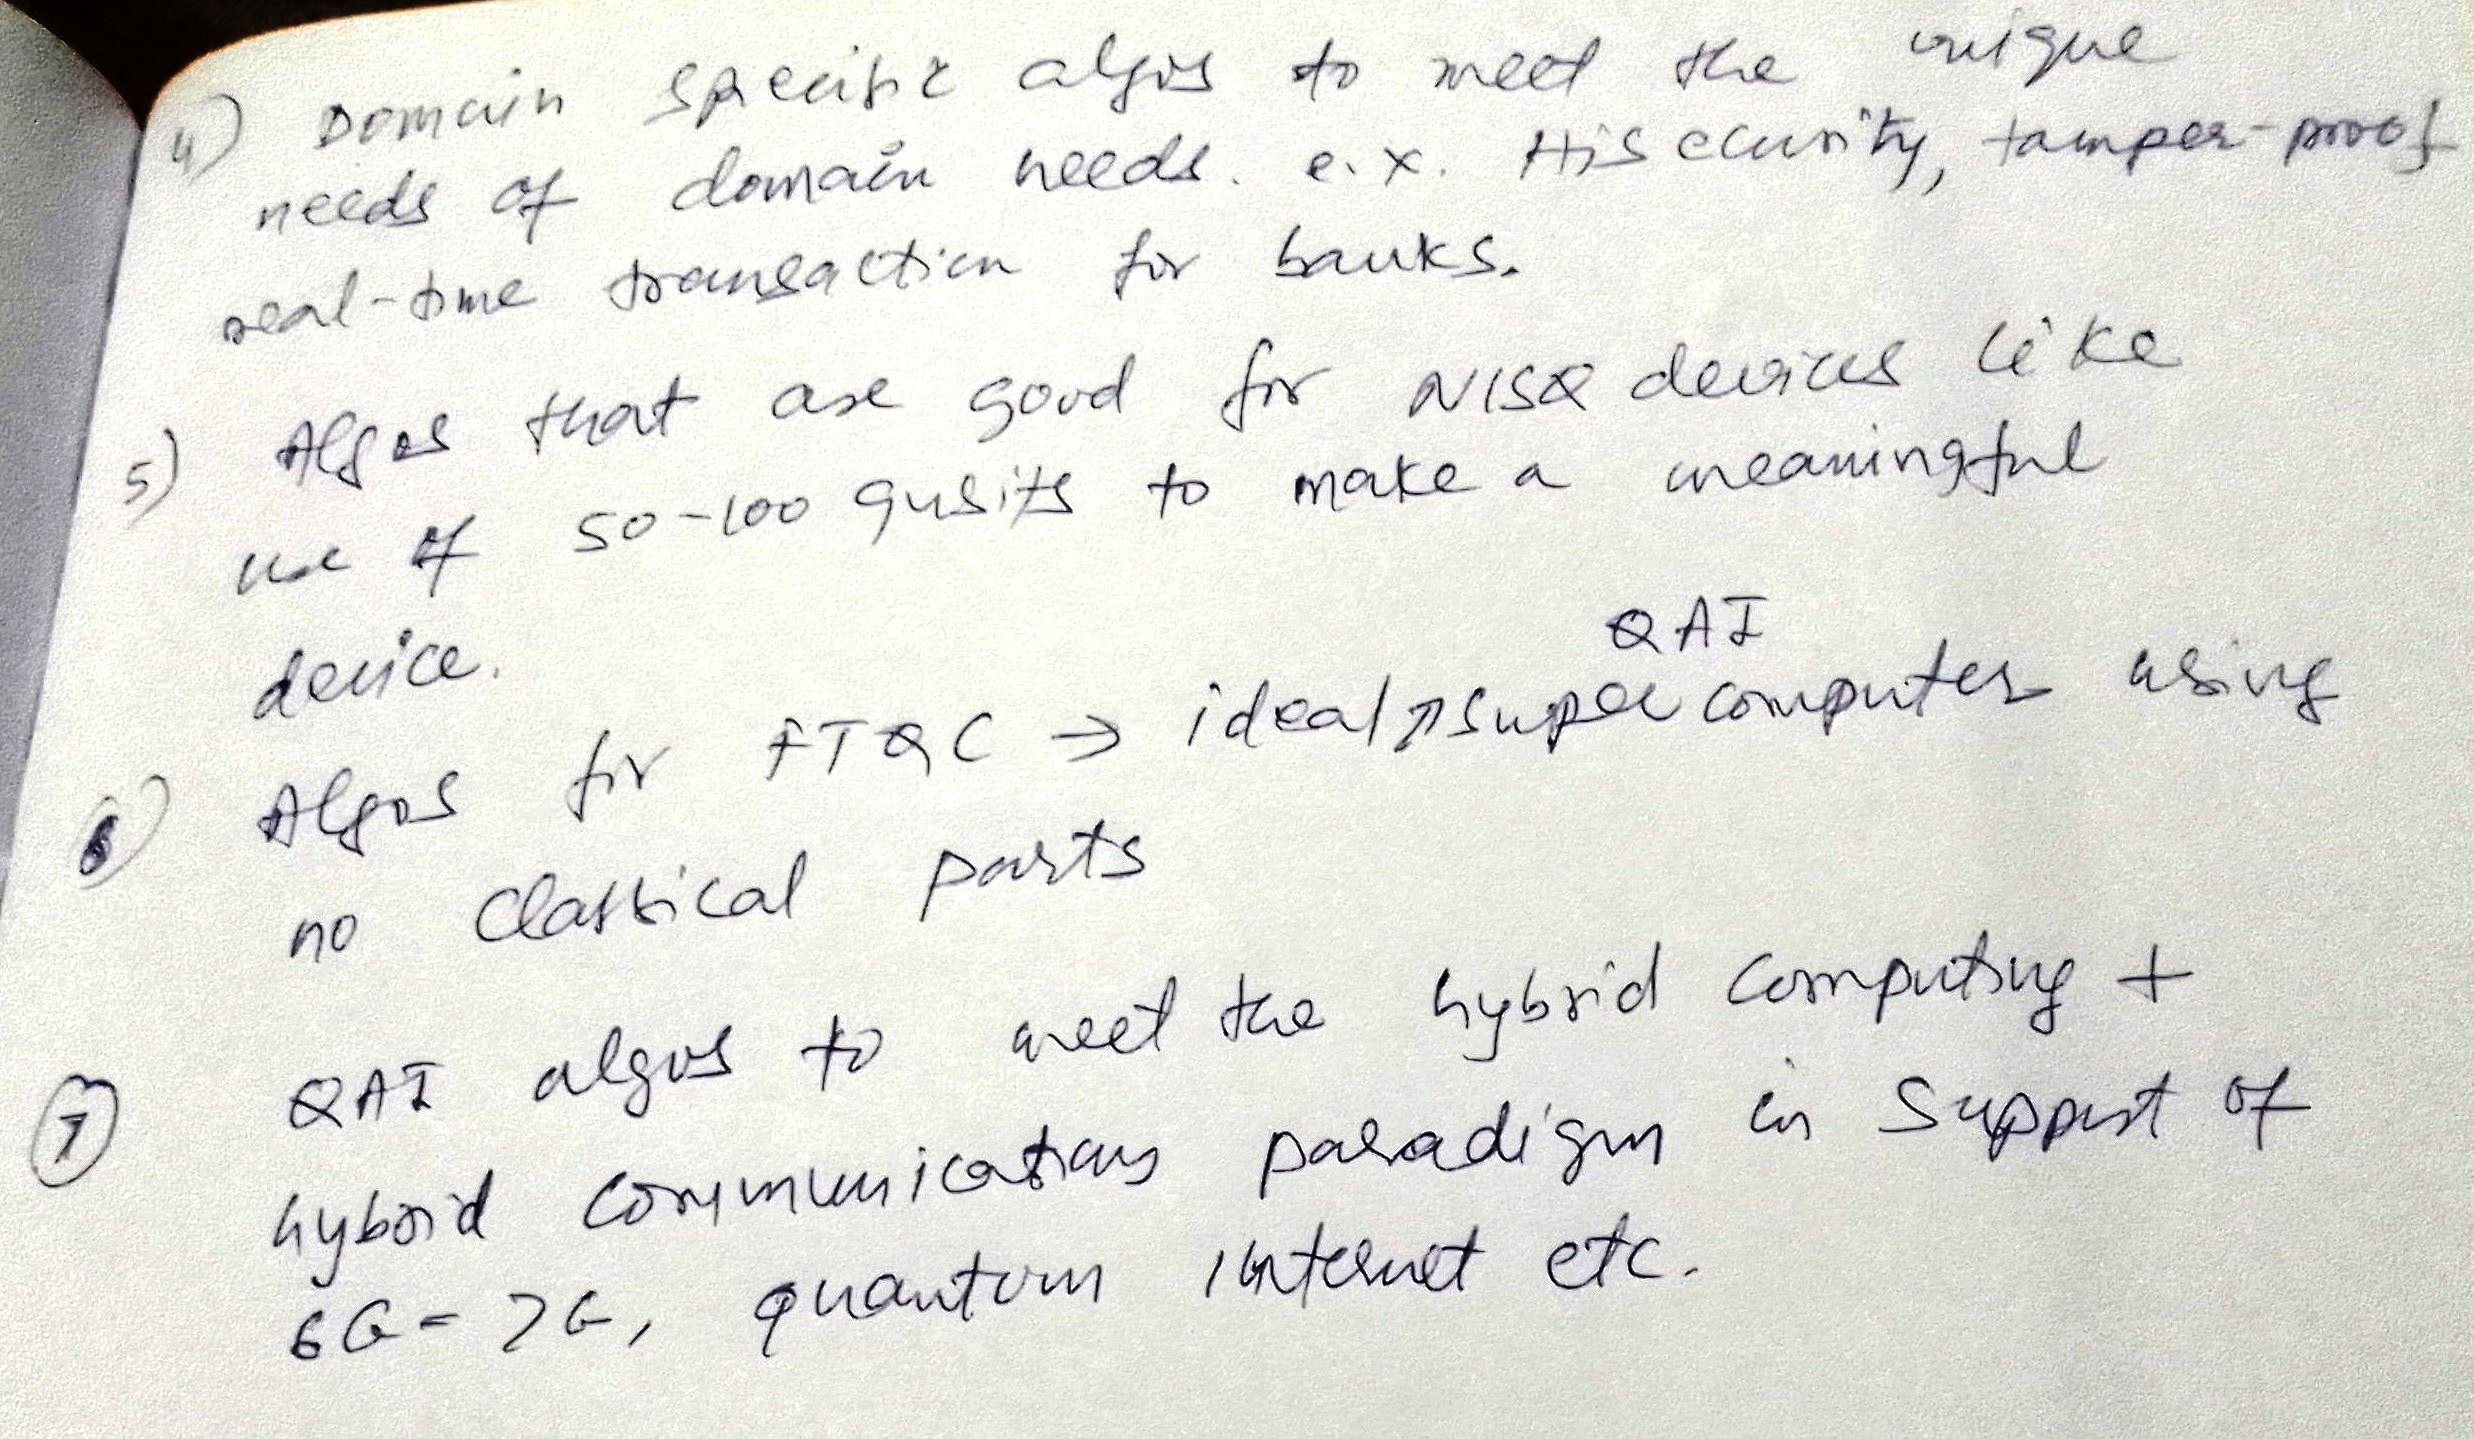 4) Domain specific algos to meet the unique
needs of domain needs. e.x. Hisecurity, tamper-proof
real-time transaction for banks.
5) Algos that are good for NISQ devices like
use of 50-100 qubits to make a meaningful
device.
QAI
6) Algos for FTQC → ideal ↗ super computer using
no classical parts
7 QAI algos to meet the hybrid computing +
hybrid communications paradigm in support of
6G - 7G, quantum internet etc.